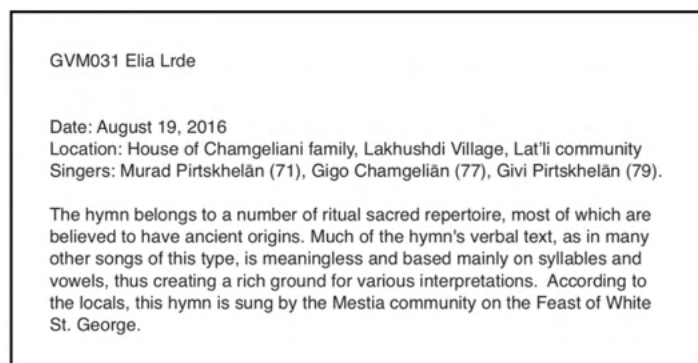 GVM031 Elia Lrde
Date: August 19, 2016
Location: House of Chamgeliani family, Lakhushdi Village, Lat'li community
Singers: Murad Pirtskhelān (71), Gigo Chamgeliān (77), Givi Pirtskhelān (79).
The hymn belongs to a number of ritual sacred repertoire, most of which are
believed to have ancient origins. Much of the hymn's verbal text, as in many
other songs of this type, is meaningless and based mainly on syllables and
vowels, thus creating a rich ground for various interpretations.  According to
the locals, this hymn is sung by the Mestia community on the Feast of White
St. George.